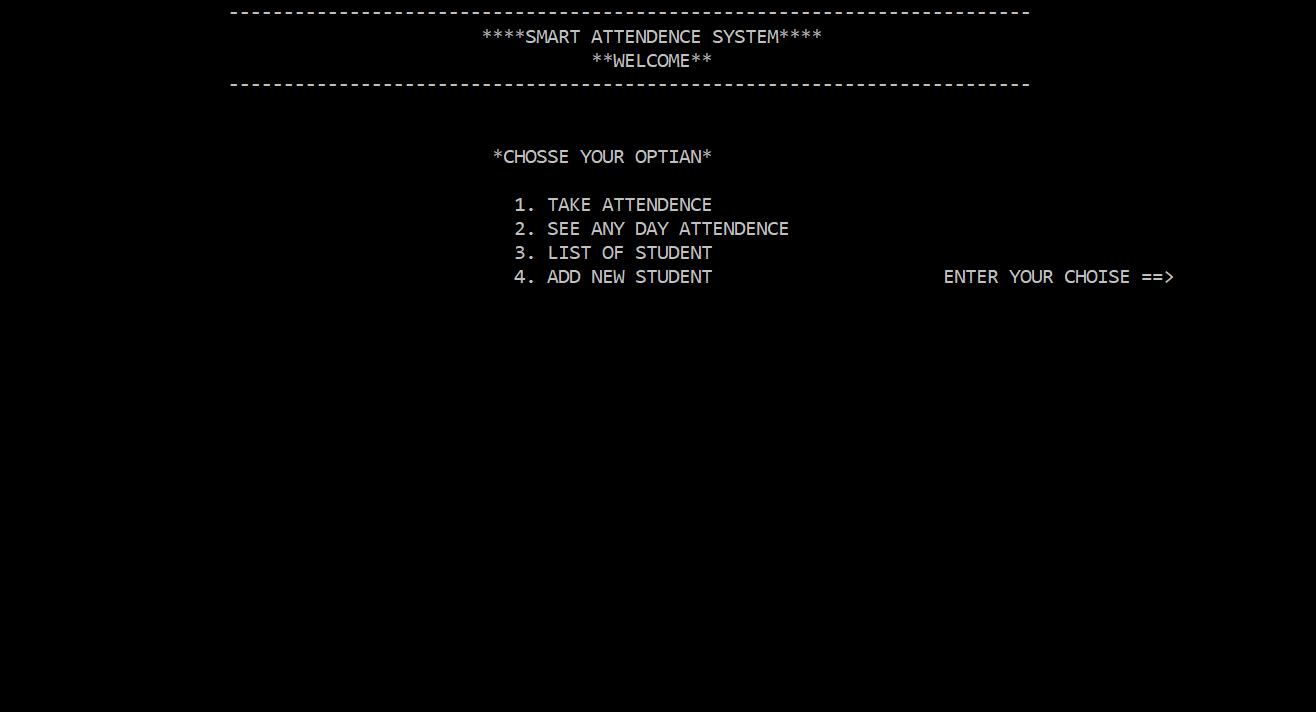 -------------------------------------------------------------------------
****SMART ATTENDENCE SYSTEM****
**WELCOME**
-------------------------------------------------------------------------
*CHOSSE YOUR OPTIAN*
1. TAKE ATTENDENCE
2. SEE ANY DAY ATTENDENCE
3. LIST OF STUDENT
4. ADD NEW STUDENT ENTER YOUR CHOISE ==>